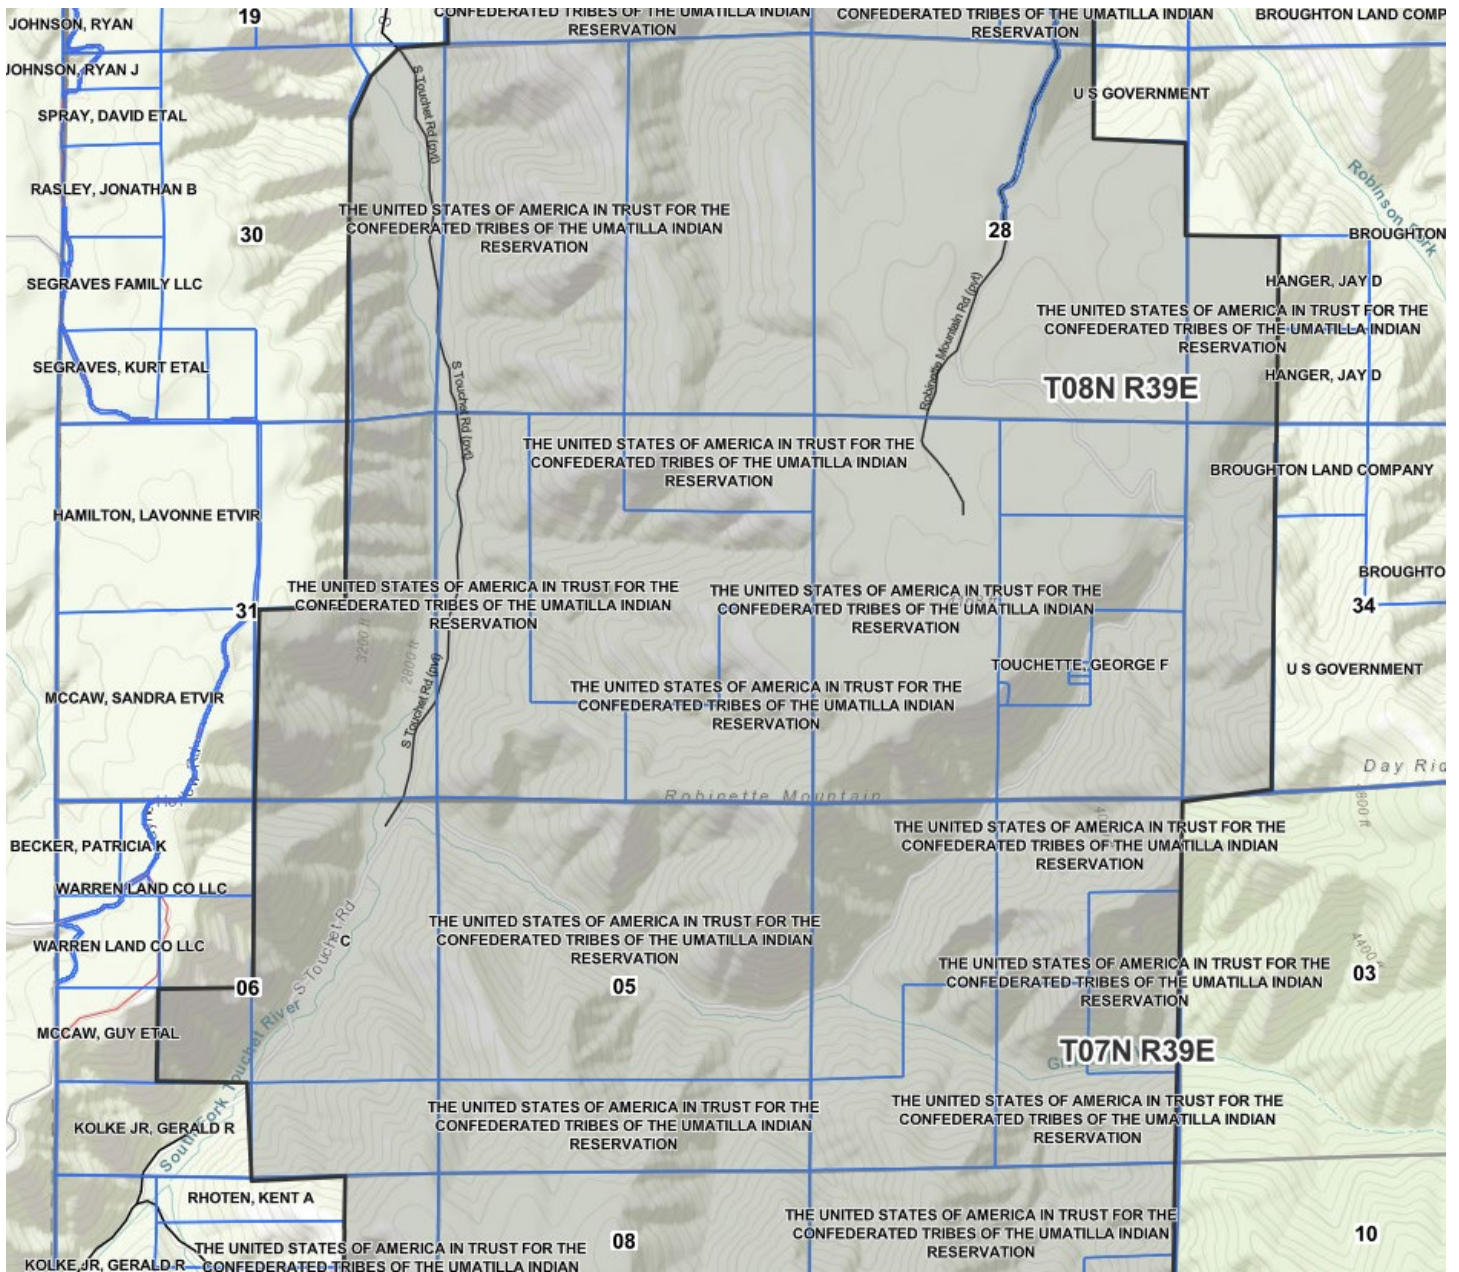 19
JOHNSON, RYAN
CONFEDERATED TRIBES OF THE UMATILLA INDIAN
RESERVATION
CONFEDERATED TRIBES OF THE UMATILLA INDIAN
RESERVATION
BROUGHTON LAND COMP
JOHNSON, RYAN J
S Touchet Rd (pvt)
U S GOVERNMENT
SPRAY, DAVID ETAL
RASLEY, JONATHAN B
Robinson Fork
THE UNITED STATES OF AMERICA IN TRUST FOR THE
CONFEDERATED TRIBES OF THE UMATILLA INDIAN
RESERVATION
30
28
BROUGHTON
SEGRAVES FAMILY LLC
HANGER, JAY D
THE UNITED STATES OF AMERICA IN TRUST FOR THE
CONFEDERATED TRIBES OF THE UMATILLA INDIAN
RESERVATION
Robinette Mountain Rd (pvt)
SEGRAVES, KURT ETAL
HANGER, JAY D
T08N R39E
S Touchet Rd (pvt)
THE UNITED STATES OF AMERICA IN TRUST FOR THE
CONFEDERATED TRIBES OF THE UMATILLA INDIAN
RESERVATION
BROUGHTON LAND COMPANY
HAMILTON, LAVONNE ETVIR
BROUGHTO
THE UNITED STATES OF AMERICA IN TRUST FOR THE
CONFEDERATED TRIBES OF THE UMATILLA INDIAN
RESERVATION
THE UNITED STATES OF AMERICA IN TRUST FOR THE
CONFEDERATED TRIBES OF THE UMATILLA INDIAN
RESERVATION
31
34
3200 ft
2800 ft
TOUCHETTE, GEORGE F
U S GOVERNMENT
MCCAW, SANDRA ETVIR
THE UNITED STATES OF AMERICA IN TRUST FOR THE
CONFEDERATED TRIBES OF THE UMATILLA INDIAN
RESERVATION
S Touchet Rd (pvt)
Day Rid
Robinette Mountain
800 ft
BECKER, PATRICIA K
THE UNITED STATES OF AMERICA IN TRUST FOR THE
CONFEDERATED TRIBES OF THE UMATILLA INDIAN
RESERVATION
WARREN LAND CO LLC
S Touchet Rd
C
THE UNITED STATES OF AMERICA IN TRUST FOR THE
CONFEDERATED TRIBES OF THE UMATILLA INDIAN
RESERVATION
WARREN LAND CO LLC
4400 ft
THE UNITED STATES OF AMERICA IN TRUST FOR THE
CONFEDERATED TRIBES OF THE UMATILLA INDIAN
RESERVATION
06
05
03
MCCAW, GUY ETAL
T07N R39E
South Fork Touchet River
THE UNITED STATES OF AMERICA IN TRUST FOR THE
CONFEDERATED TRIBES OF THE UMATILLA INDIAN
RESERVATION
THE UNITED STATES OF AMERICA IN TRUST FOR THE
CONFEDERATED TRIBES OF THE UMATILLA INDIAN
RESERVATION
KOLKE JR, GERALD R
RHOTEN, KENT A
THE UNITED STATES OF AMERICA IN TRUST FOR THE
CONFEDERATED TRIBES OF THE UMATILLA INDIAN
RESERVATION
08
10
THE UNITED STATES OF AMERICA IN TRUST FOR THE
CONFEDERATED TRIBES OF THE UMATILLA INDIAN
KOLKE JR, GERALD R